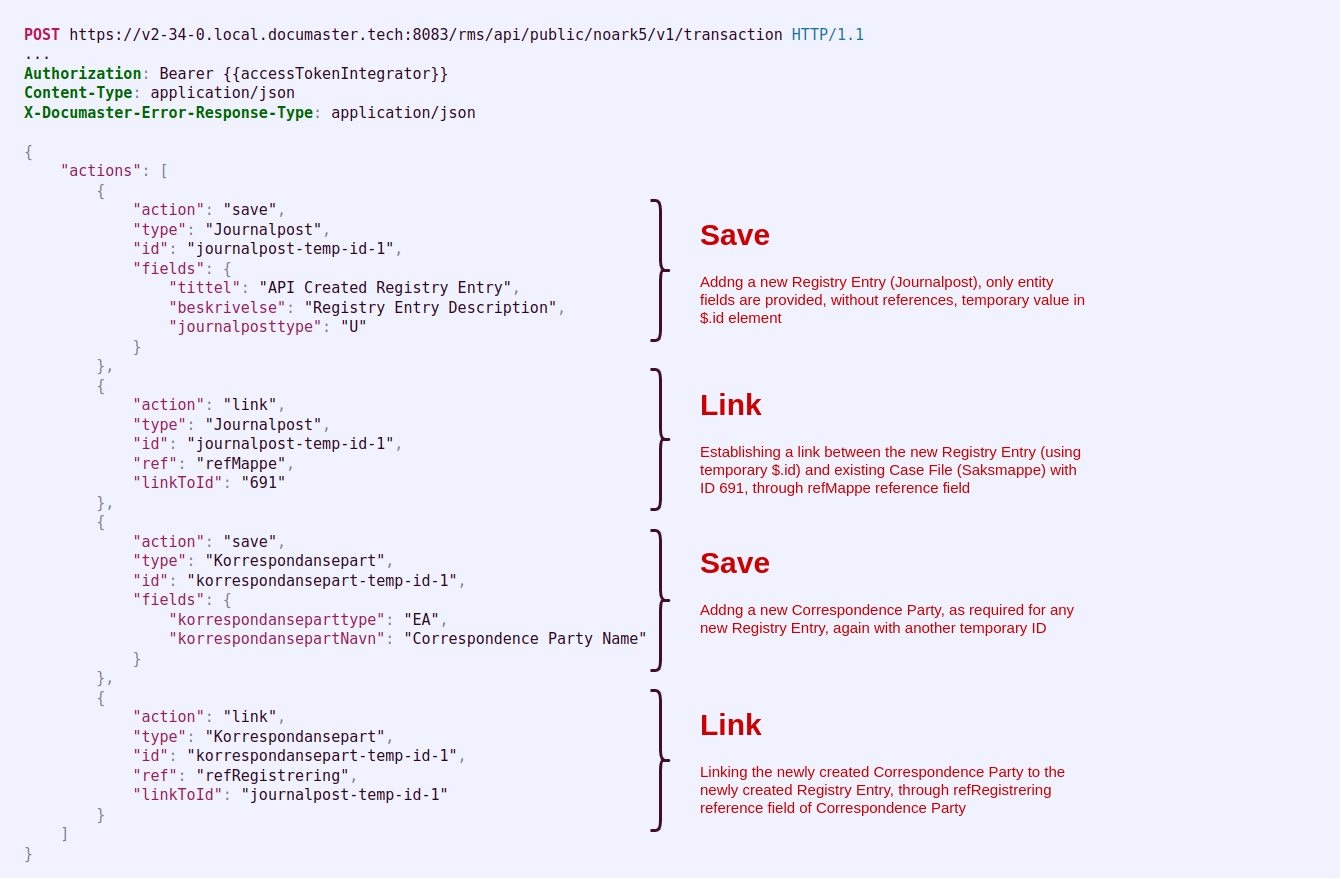 POST https://v2-34-0.local.documaster.tech:8083/rms/api/public/noark5/v1/transaction HTTP/1.1
...
Authorization: Bearer {{accessTokenIntegrator}}
Content-Type: application/json
X-Documaster-Error-Response-Type: application/json
{
    "actions": [
        {
            "action": "save",
            "type": "Journalpost",
            "id": "journalpost-temp-id-1",
            "fields": {
                "tittel": "API Created Registry Entry",
                "beskrivelse": "Registry Entry Description",
                "journalposttype": "U"
            }
        },
Save
Addng a new Registry Entry (Journalpost), only entity
fields are provided, without references, temporary value in
$.id element
        {
            "action": "link",
            "type": "Journalpost",
            "id": "journalpost-temp-id-1",
            "ref": "refMappe",
            "linkToId": "691"
        },
Link
Establishing a link between the new Registry Entry (using
temporary $.id) and existing Case File (Saksmappe) with
ID 691, through refMappe reference field
        {
            "action": "save",
            "type": "Korrespondansepart",
            "id": "korrespondansepart-temp-id-1",
            "fields": {
                "korrespondanseparttype": "EA",
                "korrespondansepartNavn": "Correspondence Party Name"
            }
        },
Save
Addng a new Correspondence Party, as required for any
new Registry Entry, again with another temporary ID
        {
            "action": "link",
            "type": "Korrespondansepart",
            "id": "korrespondansepart-temp-id-1",
            "ref": "refRegistrering",
            "linkToId": "journalpost-temp-id-1"
        }
    ]
}
Link
Linking the newly created Correspondence Party to the
newly created Registry Entry, through refRegistrering
reference field of Correspondence Party